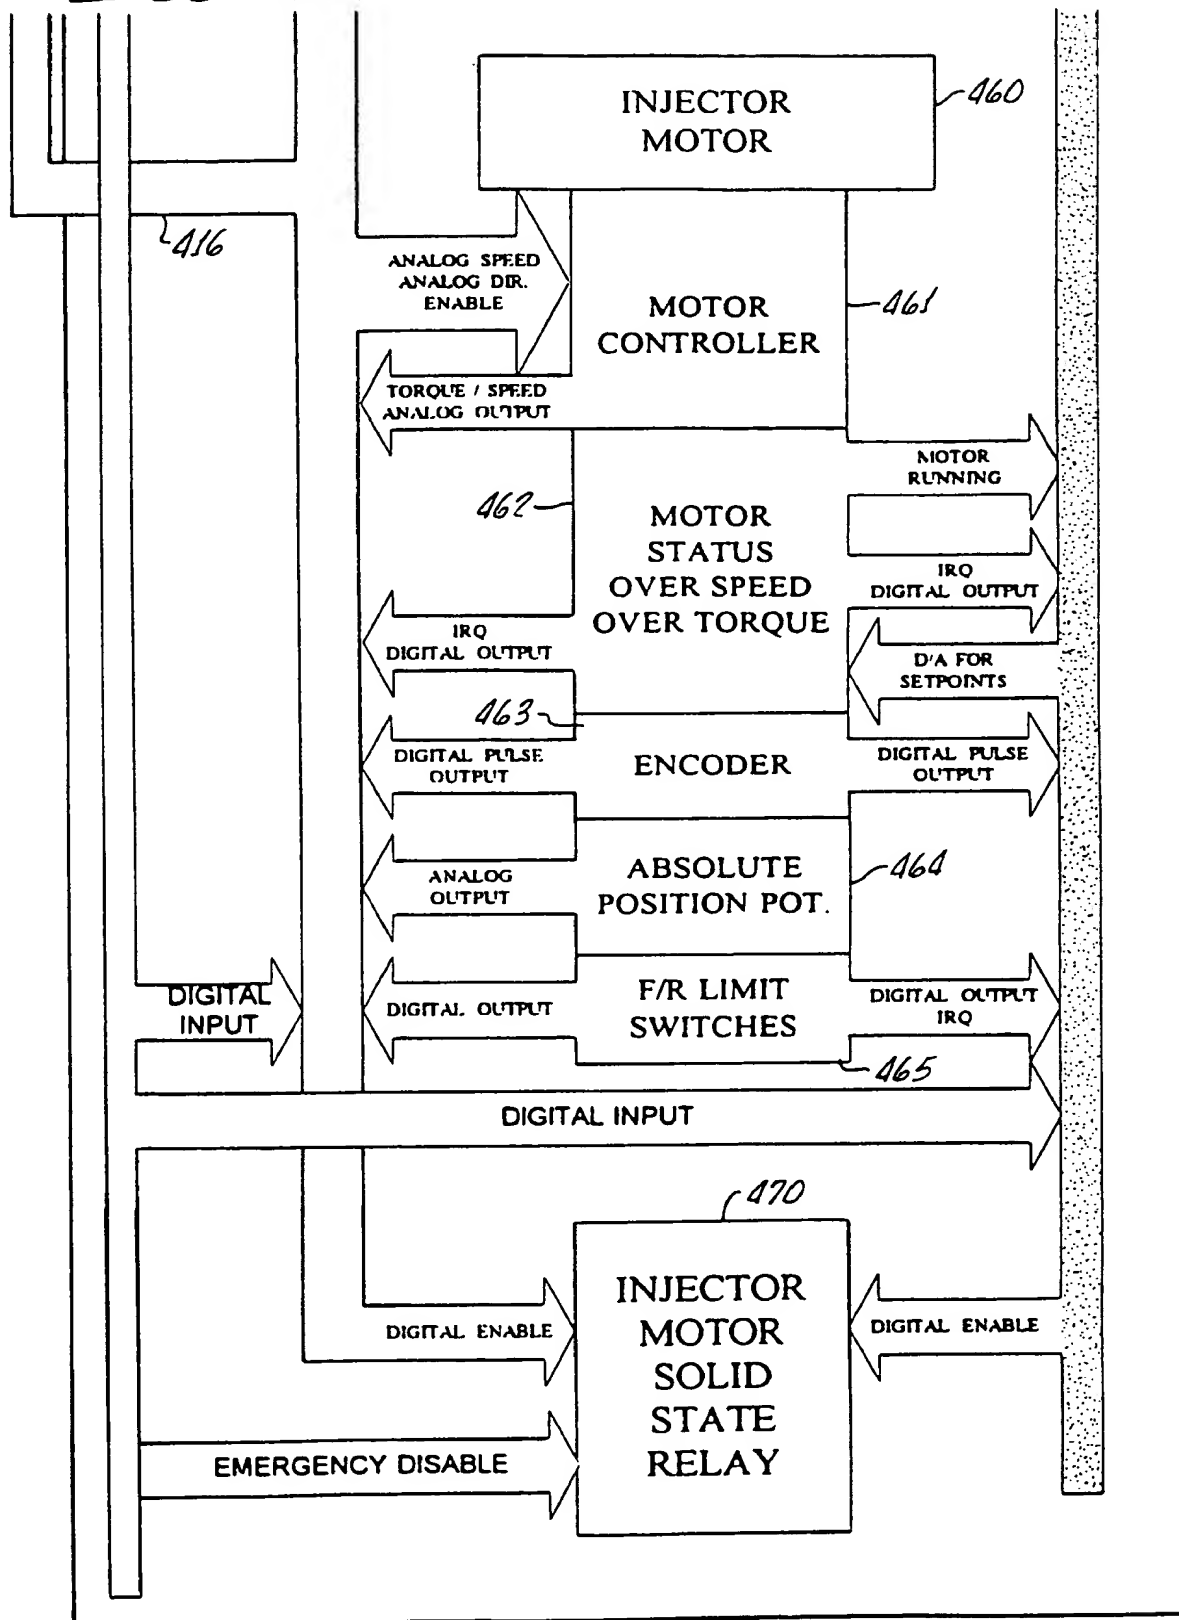 INJECTOR
MOTOR
460
416
ANALOG SPEED
ANALOG DIR.
ENABLE
MOTOR
CONTROLLER
461
TORQUE / SPEED
ANALOG OUTPUT
MOTOR
RUNNING
462
MOTOR
STATUS
OVER SPEED
OVER TORQUE
IRQ
DIGITAL OUTPUT
IRQ
DIGITAL OUTPUT
D/A FOR
SETPOINTS
463
DIGITAL PULSE
OUTPUT
ENCODER
DIGITAL PULSE
OUTPUT
ANALOG
OUTPUT
ABSOLUTE
POSITION POT.
464
DIGITAL
INPUT
DIGITAL OUTPUT
F/R LIMIT
SWITCHES
DIGITAL OUTPUT
IRQ
465
DIGITAL INPUT
470
INJECTOR
MOTOR
SOLID
STATE
RELAY
DIGITAL ENABLE
DIGITAL ENABLE
EMERGENCY DISABLE